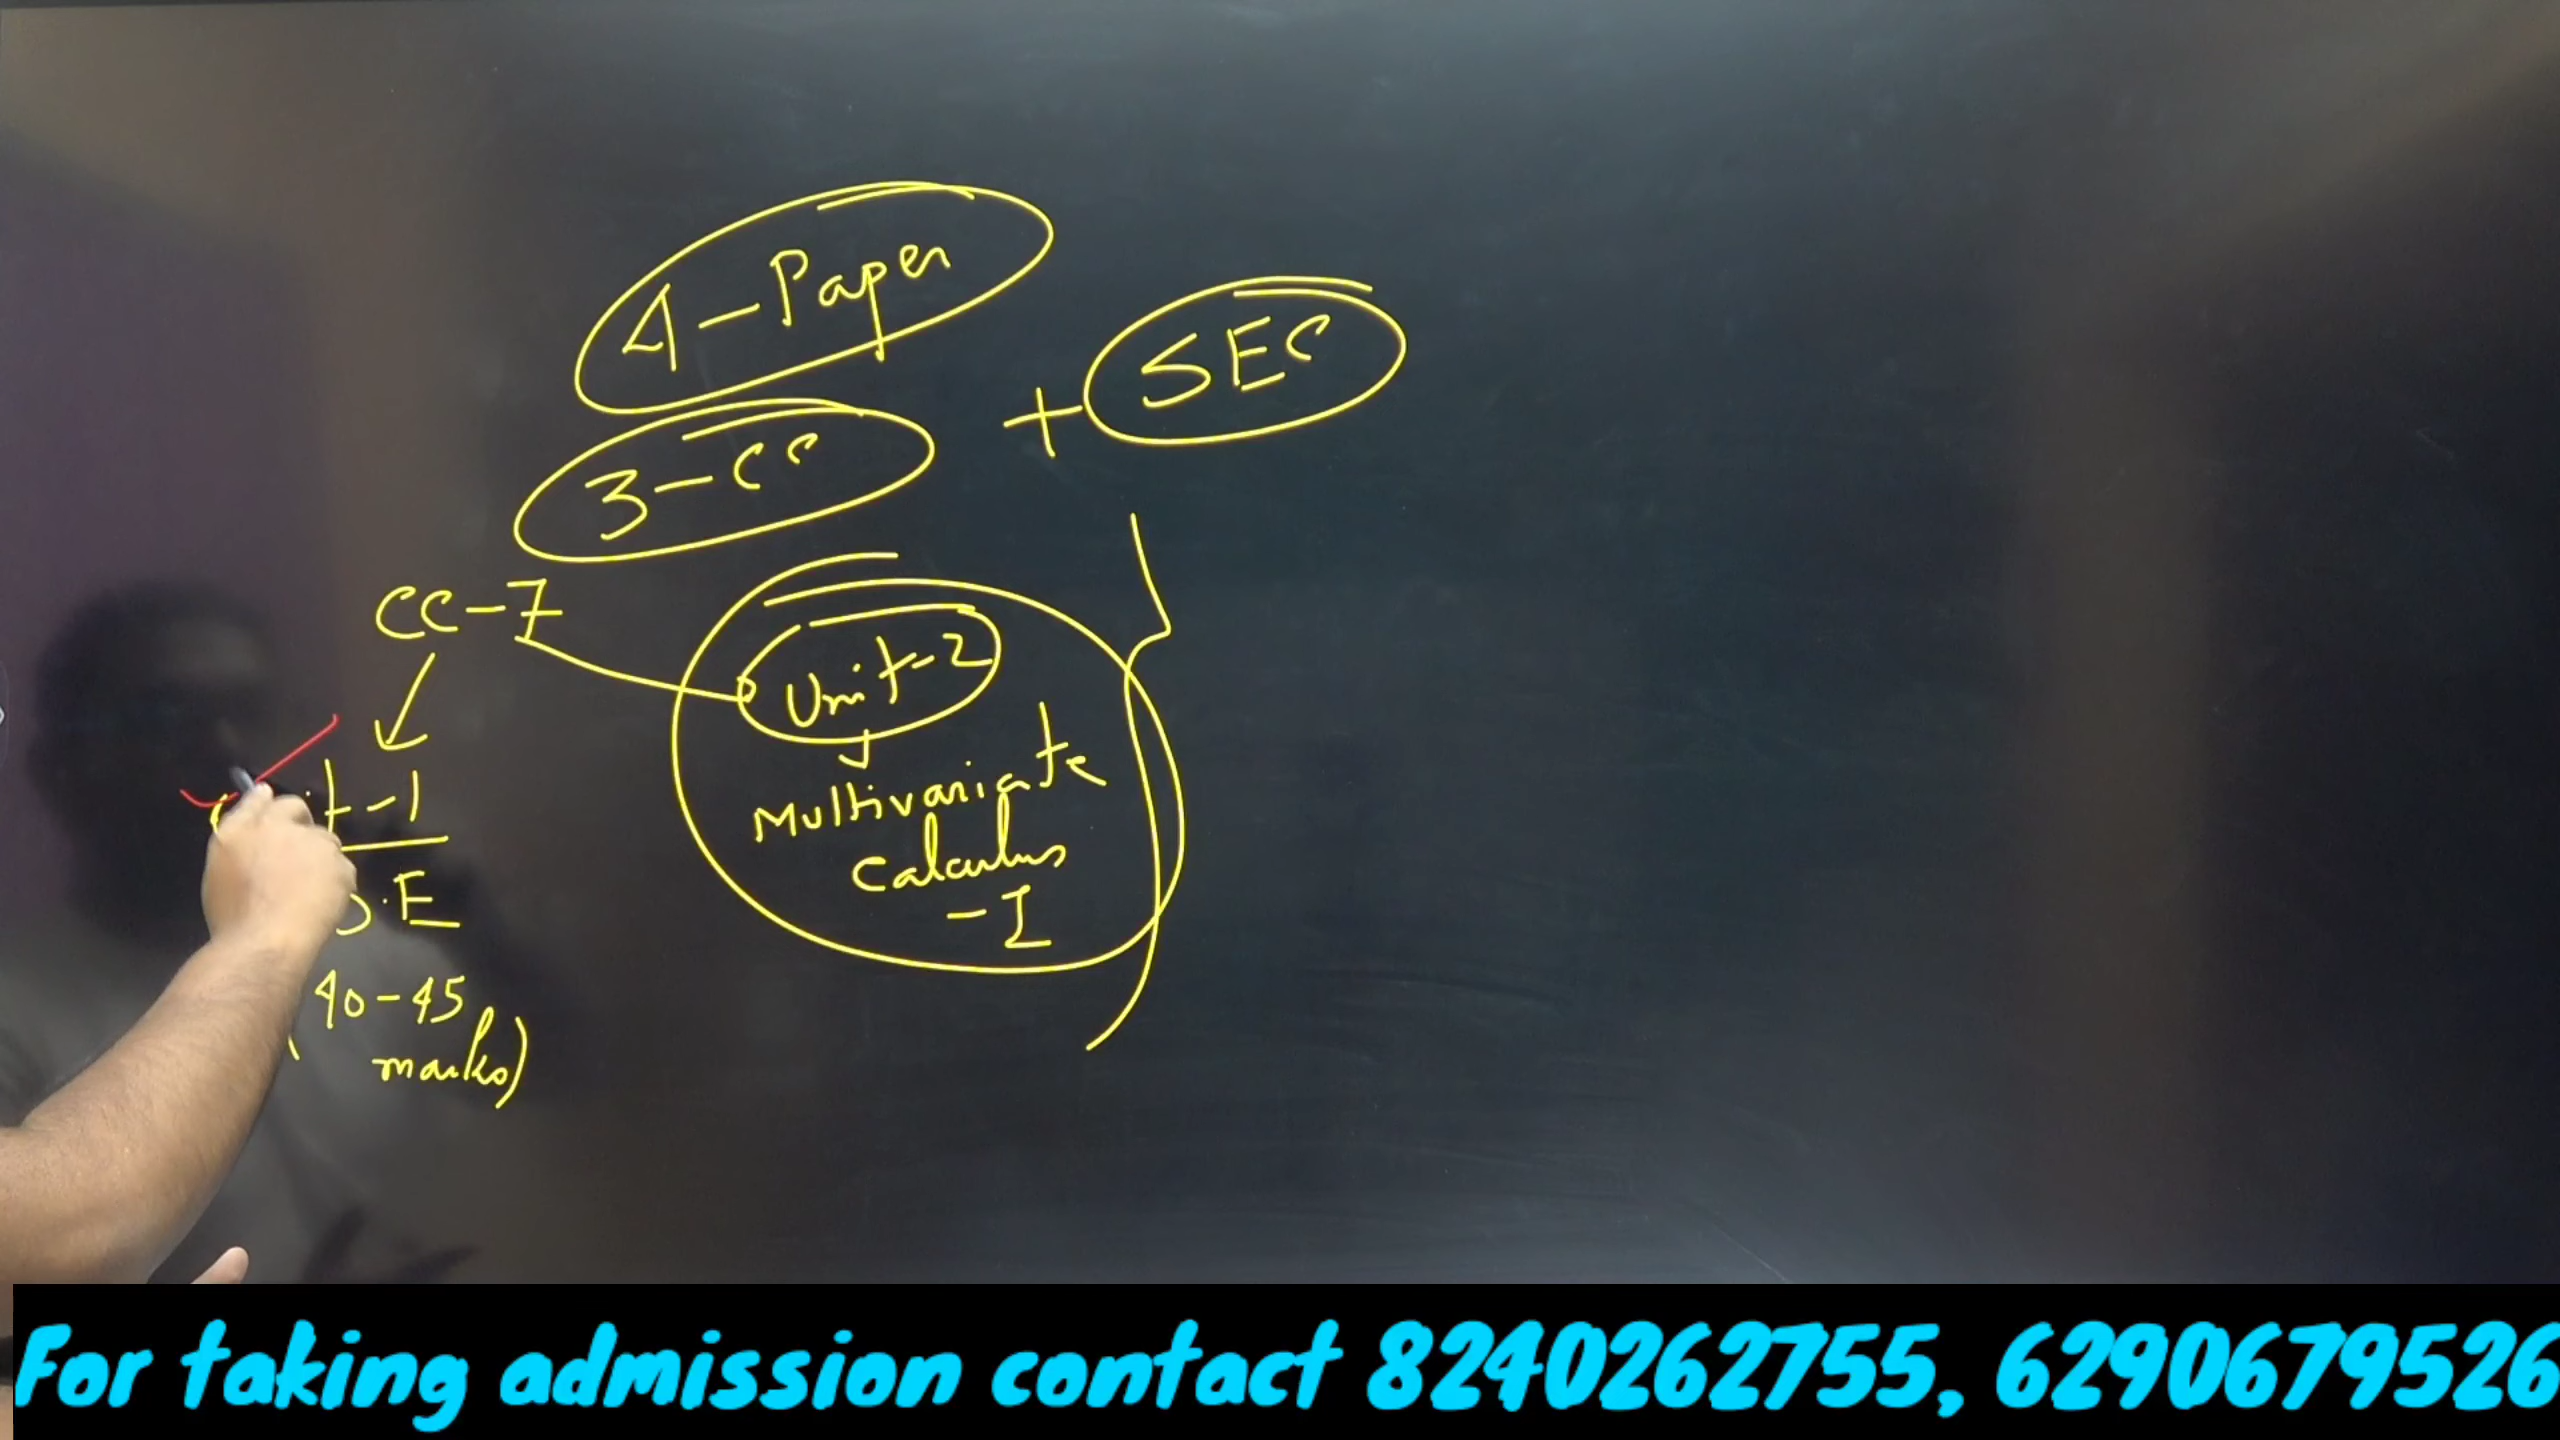 4-Paper
3-CC + SEC
CC-7
Unit-2
Multivariate
Calculus
-I
t-1
.E
(40-45
marks)
For taking admission contact 8240262755, 6290679526